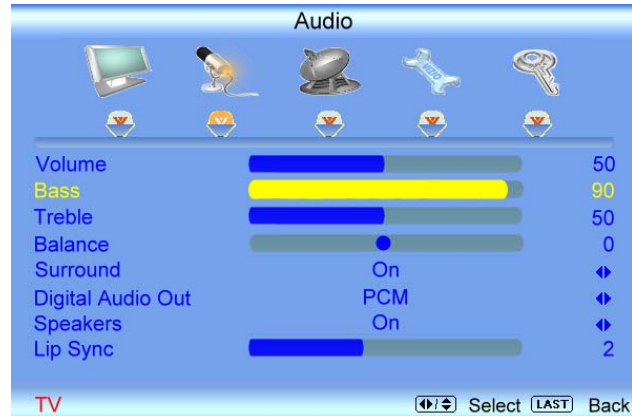 Audio
VIZIO
Volume 50
Bass 90
Treble 50
Balance 0
Surround On
Digital Audio Out PCM
Speakers On
Lip Sync 2
TV Select LAST Back